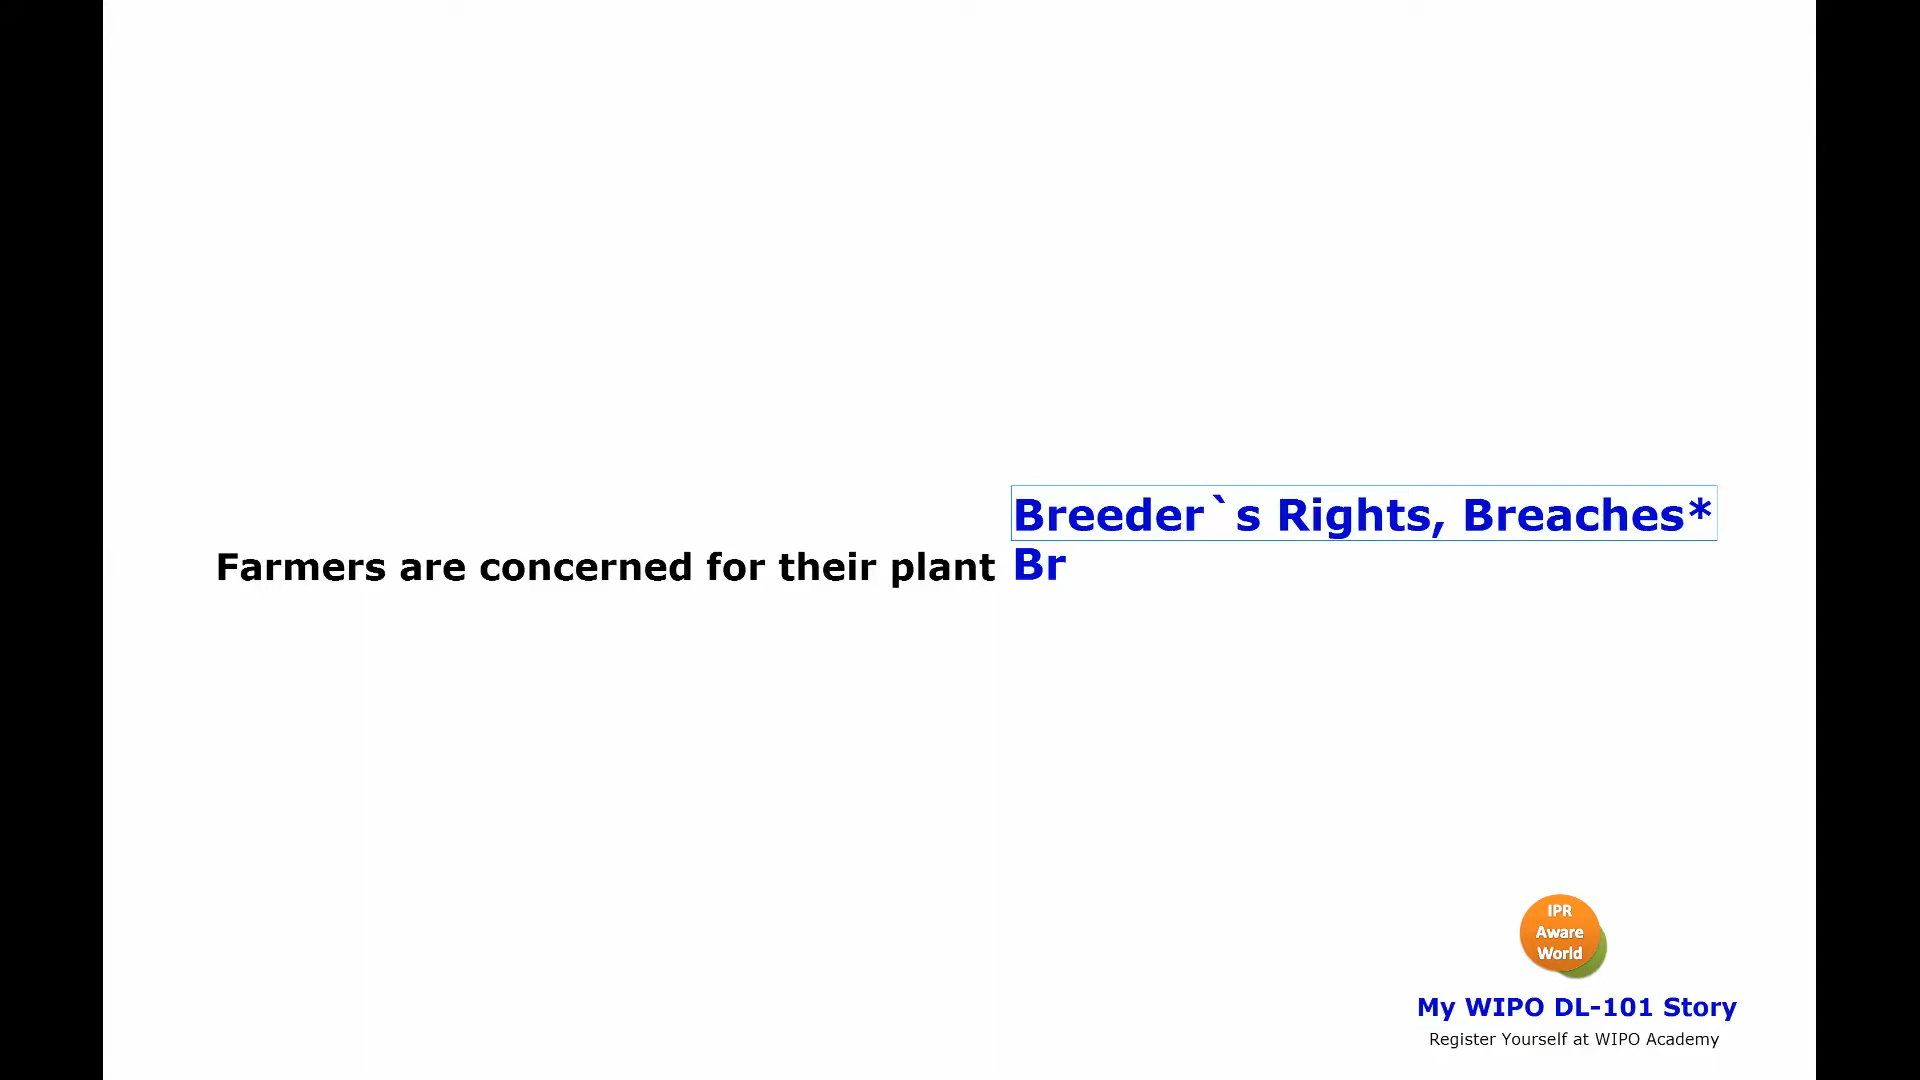 Breeder`s Rights, Breaches*
Farmers are concerned for their plant Br
IPR
Aware
World
My WIPO DL-101 Story
Register Yourself at WIPO Academy